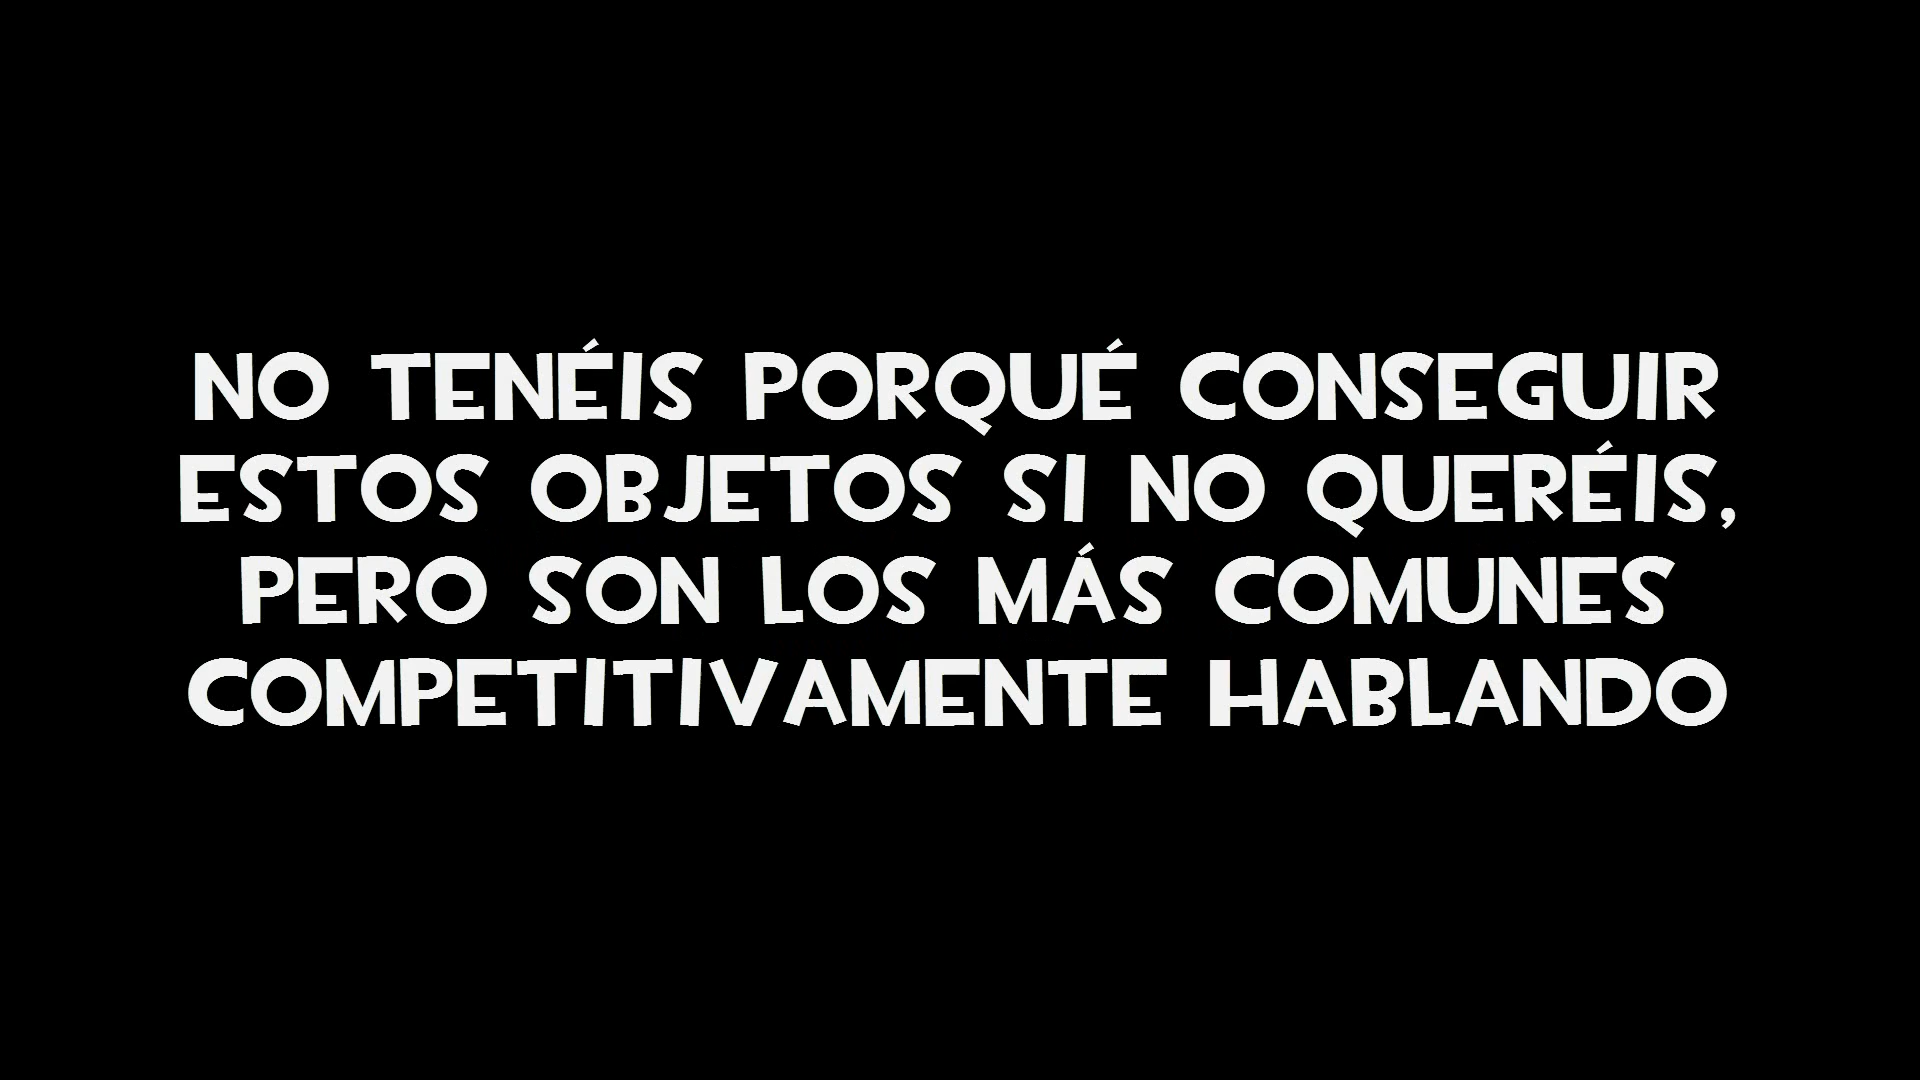 NO TENÉIS PORQUÉ CONSEGUIR
ESTOS OBJETOS SI NO QUERÉIS,
PERO SON LOS MÁS COMUNES
COMPETITIVAMENTE HABLANDO